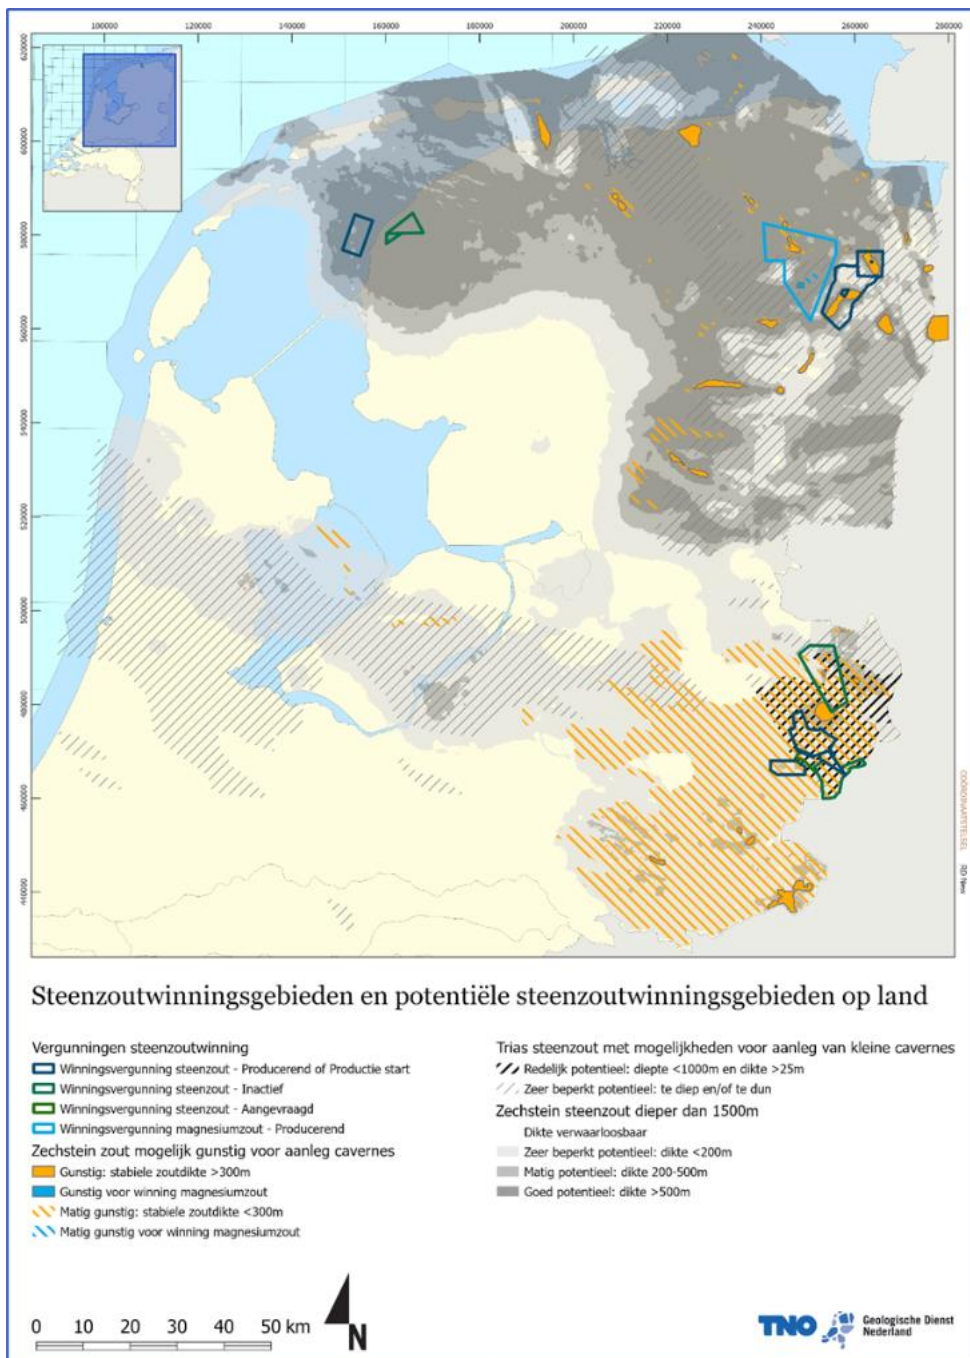 100000 120000 140000 160000 180000 200000 220000 240000 260000 280000
620000
600000
580000
560000
540000
520000
500000
480000
460000
440000
COÖRDINAATSTELSEL RD New
Steenzoutwinningsgebieden en potentiële steenzoutwinningsgebieden op land
Vergunningen steenzoutwinning
Winningsvergunning steenzout - Producerend of Productie start
Winningsvergunning steenzout - Inactief
Winningsvergunning steenzout - Aangevraagd
Winningsvergunning magnesiumzout - Producerend
Zechstein zout mogelijk gunstig voor aanleg cavernes
Gunstig: stabiele zoutdikte >300m
Gunstig voor winning magnesiumzout
Matig gunstig: stabiele zoutdikte <300m
Matig gunstig voor winning magnesiumzout
Trias steenzout met mogelijkheden voor aanleg van kleine cavernes
Redelijk potentieel: diepte <1000m en dikte >25m
Zeer beperkt potentieel: te diep en/of te dun
Zechstein steenzout dieper dan 1500m
Dikte verwaarloosbaar
Zeer beperkt potentieel: dikte <200m
Matig potentieel: dikte 200-500m
Goed potentieel: dikte >500m
0 10 20 30 40 50 km
N
TNO Geologische Dienst
Nederland